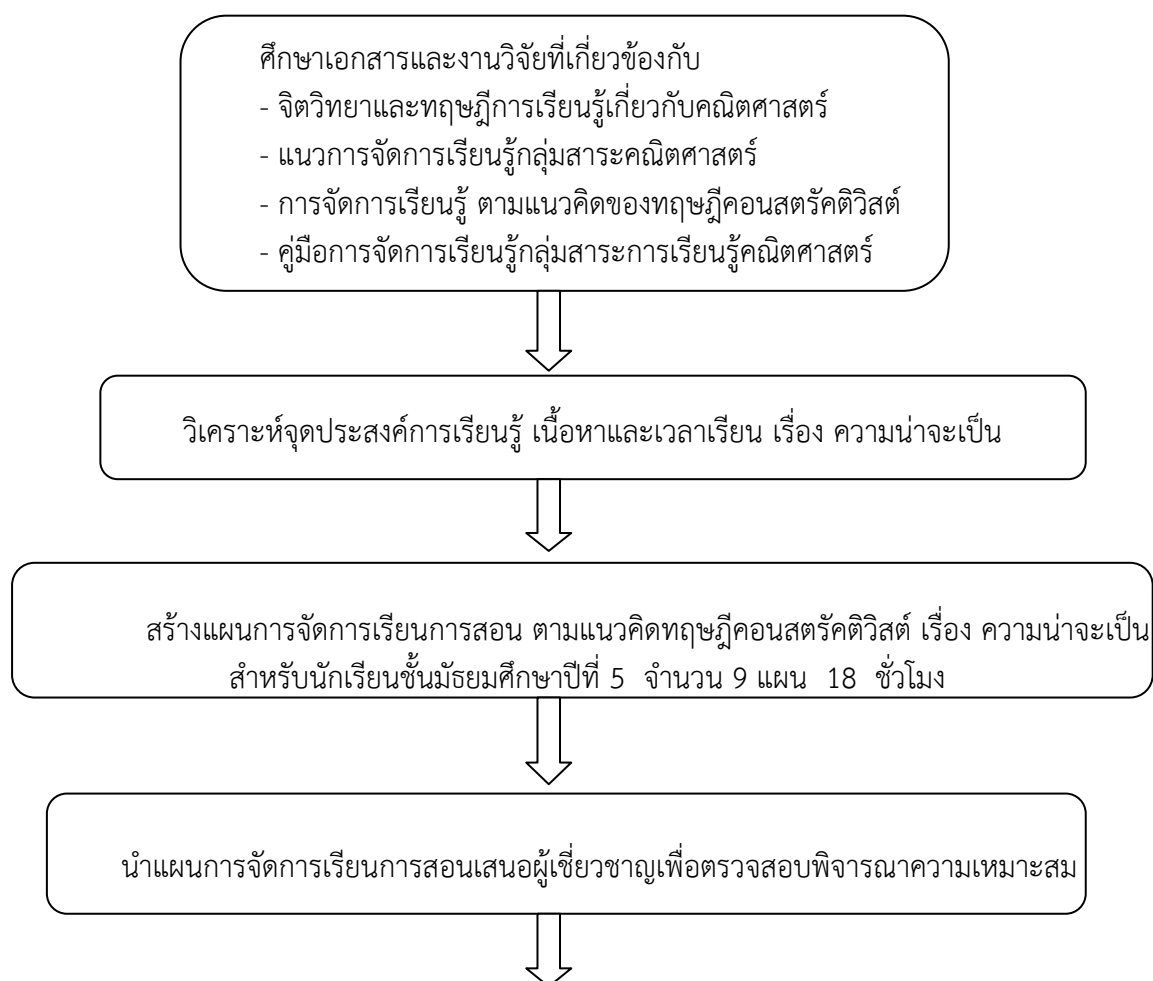 ศึกษาเอกสารและงานวิจัยที่เกี่ยวข้องกับ
- จิตวิทยาและทฤษฎีการเรียนรู้เกี่ยวกับคณิตศาสตร์
- แนวการจัดการเรียนรู้กลุ่มสาระคณิตศาสตร์
- การจัดการเรียนรู้ ตามแนวคิดของทฤษฎีคอนสตรัคติวิสต์
- คู่มือการจัดการเรียนรู้กลุ่มสาระการเรียนรู้คณิตศาสตร์
วิเคราะห์จุดประสงค์การเรียนรู้ เนื้อหาและเวลาเรียน เรื่อง ความน่าจะเป็น
สร้างแผนการจัดการเรียนการสอน ตามแนวคิดทฤษฎีคอนสตรัคติวิสต์ เรื่อง ความน่าจะเป็น
สำหรับนักเรียนชั้นมัธยมศึกษาปีที่ 5 จำนวน 9 แผน 18 ชั่วโมง
นำแผนการจัดการเรียนการสอนเสนอผู้เชี่ยวชาญเพื่อตรวจสอบพิจารณาความเหมาะสม